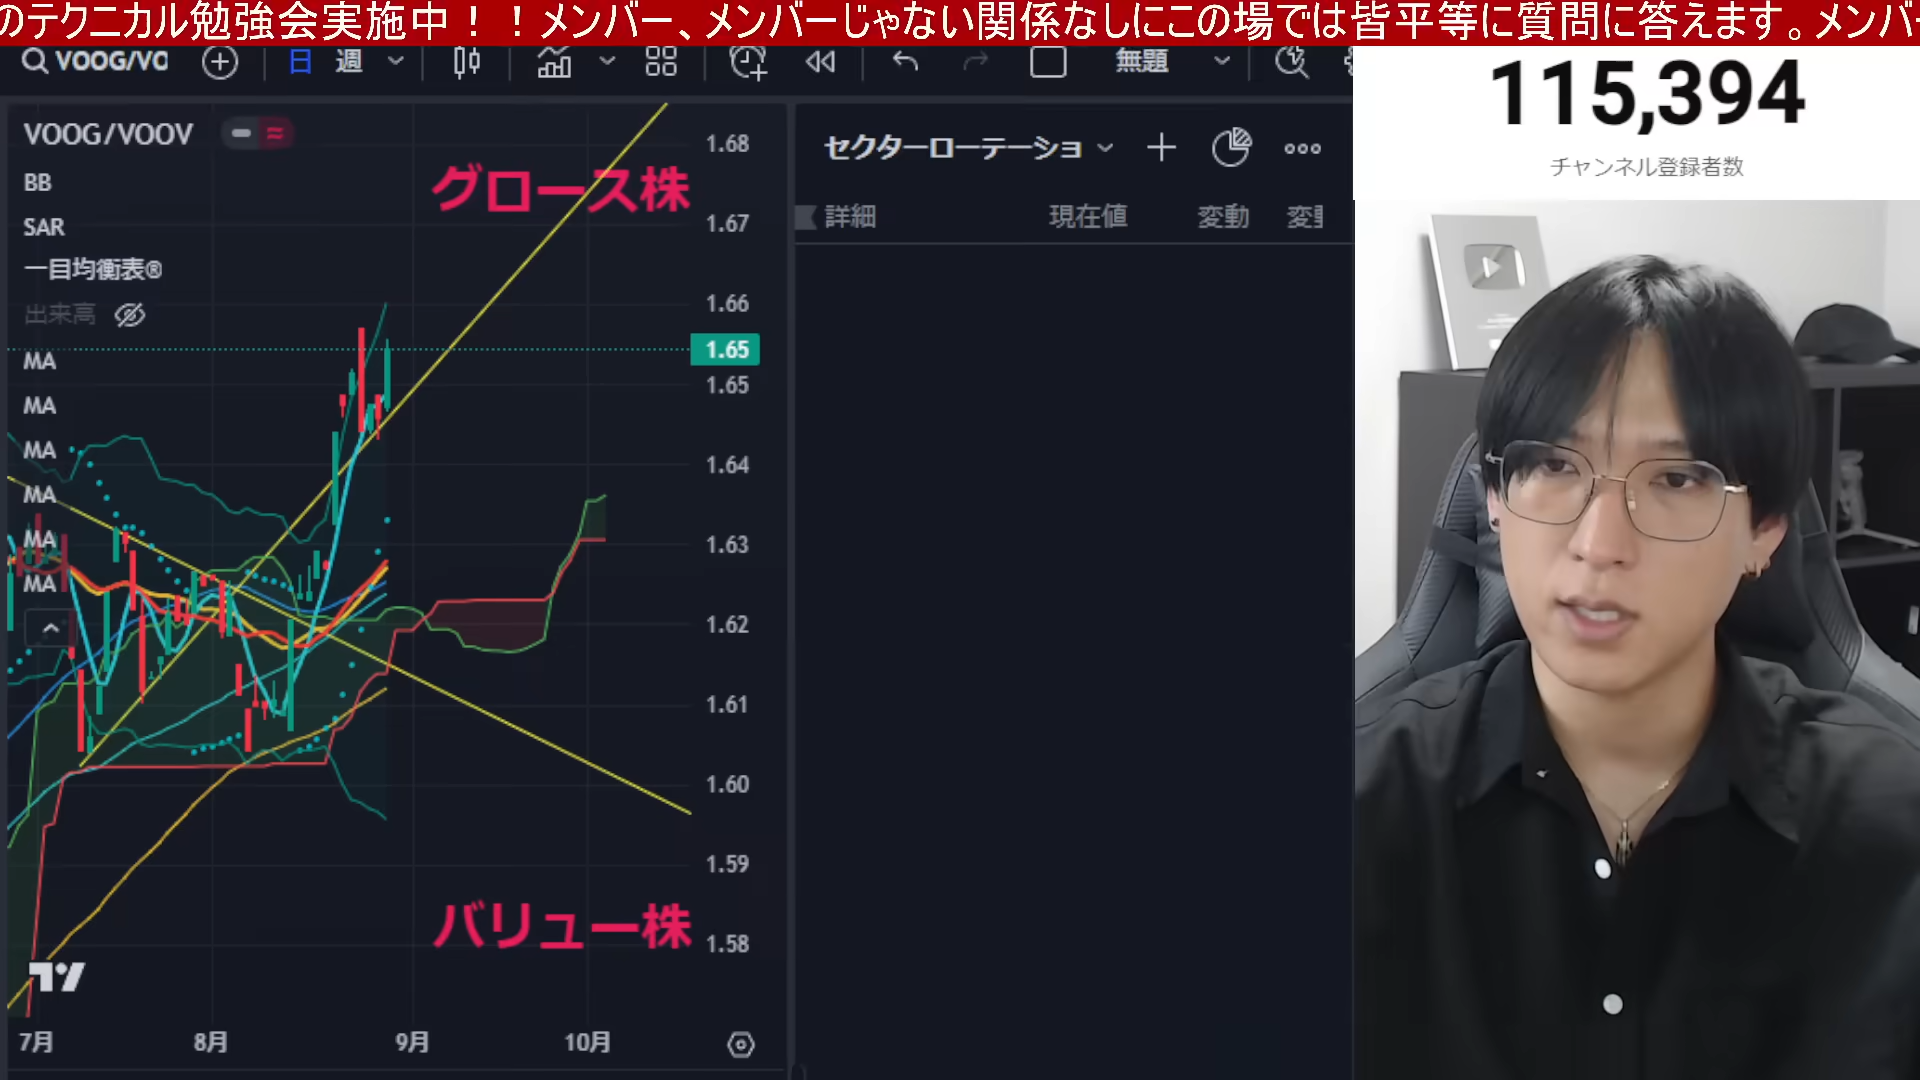 のテクニカル勉強会実施中！！メンバー、メンバーじゃない関係なしにこの場では皆平等に質問に答えます。メンバ
VOOG/VO
日 週
無題
115,394
チャンネル登録者数
VOOG/VOOV
BB
SAR
一目均衡表®
出来高
MA
MA
MA
MA
MA
MA
グロース株
バリュー株
1.68
1.67
1.66
1.65
1.65
1.64
1.63
1.62
1.61
1.60
1.59
1.58
7月 8月 9月 10月
セクターローテーショ
詳細 現在値 変動 変動